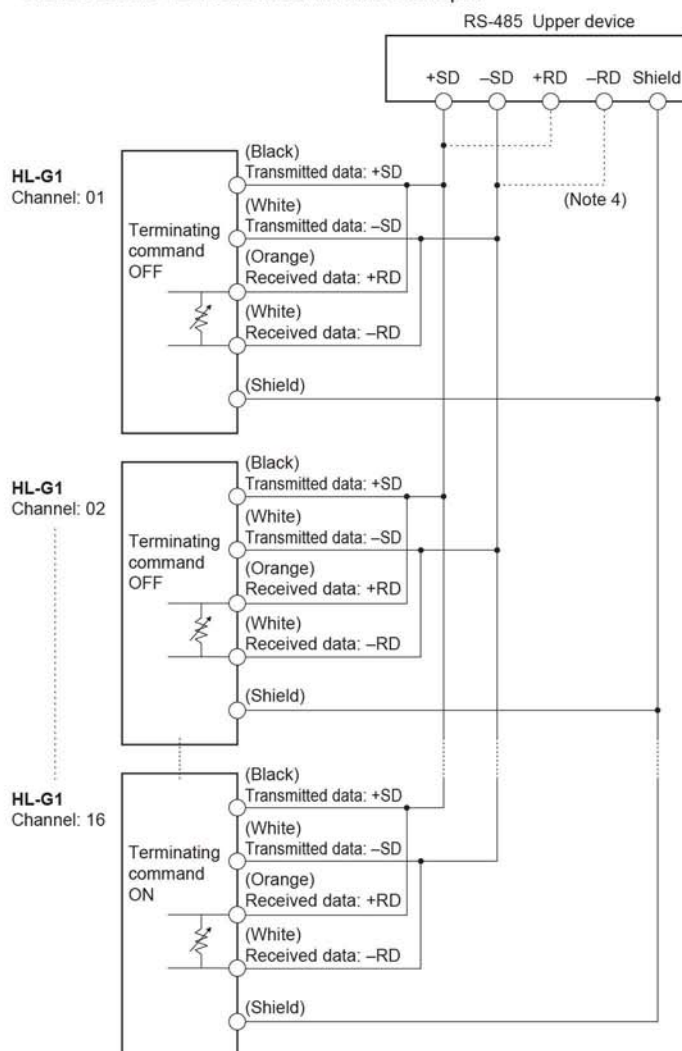 RS-485 Upper device
+SD –SD +RD –RD Shield
(Note 4)
HL-G1
Channel: 01
Terminating
command
OFF
(Black)
Transmitted data: +SD
(White)
Transmitted data: –SD
(Orange)
Received data: +RD
(White)
Received data: –RD
(Shield)
HL-G1
Channel: 02
Terminating
command
OFF
(Black)
Transmitted data: +SD
(White)
Transmitted data: –SD
(Orange)
Received data: +RD
(White)
Received data: –RD
(Shield)
HL-G1
Channel: 16
Terminating
command
ON
(Black)
Transmitted data: +SD
(White)
Transmitted data: –SD
(Orange)
Received data: +RD
(White)
Received data: –RD
(Shield)